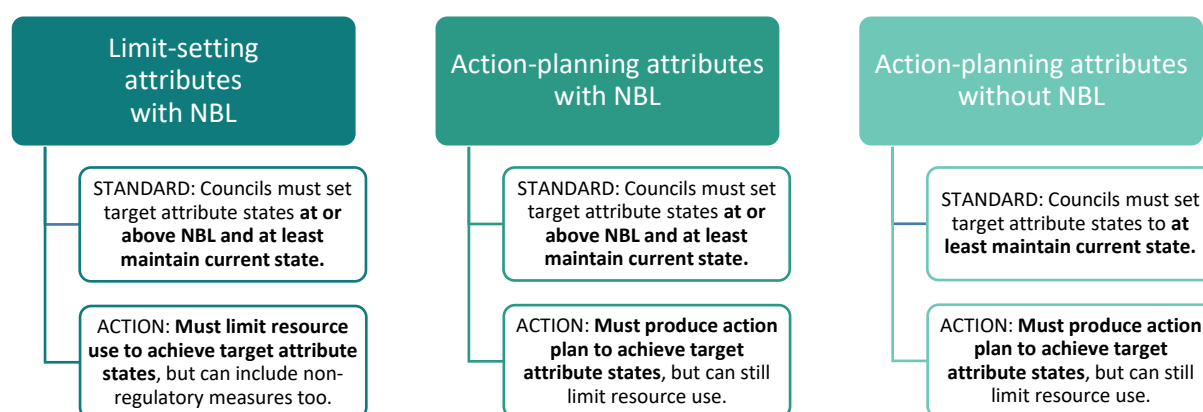 Limit-setting
attributes
with NBL
STANDARD: Councils must set
target attribute states at or
above NBL and at least
maintain current state.
ACTION: Must limit resource
use to achieve target attribute
states, but can include non-
regulatory measures too.
Action-planning attributes
with NBL
STANDARD: Councils must set
target attribute states at or
above NBL and at least
maintain current state.
ACTION: Must produce action
plan to achieve target
attribute states, but can still
limit resource use.
Action-planning attributes
without NBL
STANDARD: Councils must set
target attribute states to at
least maintain current state.
ACTION: Must produce action
plan to achieve target
attribute states, but can still
limit resource use.